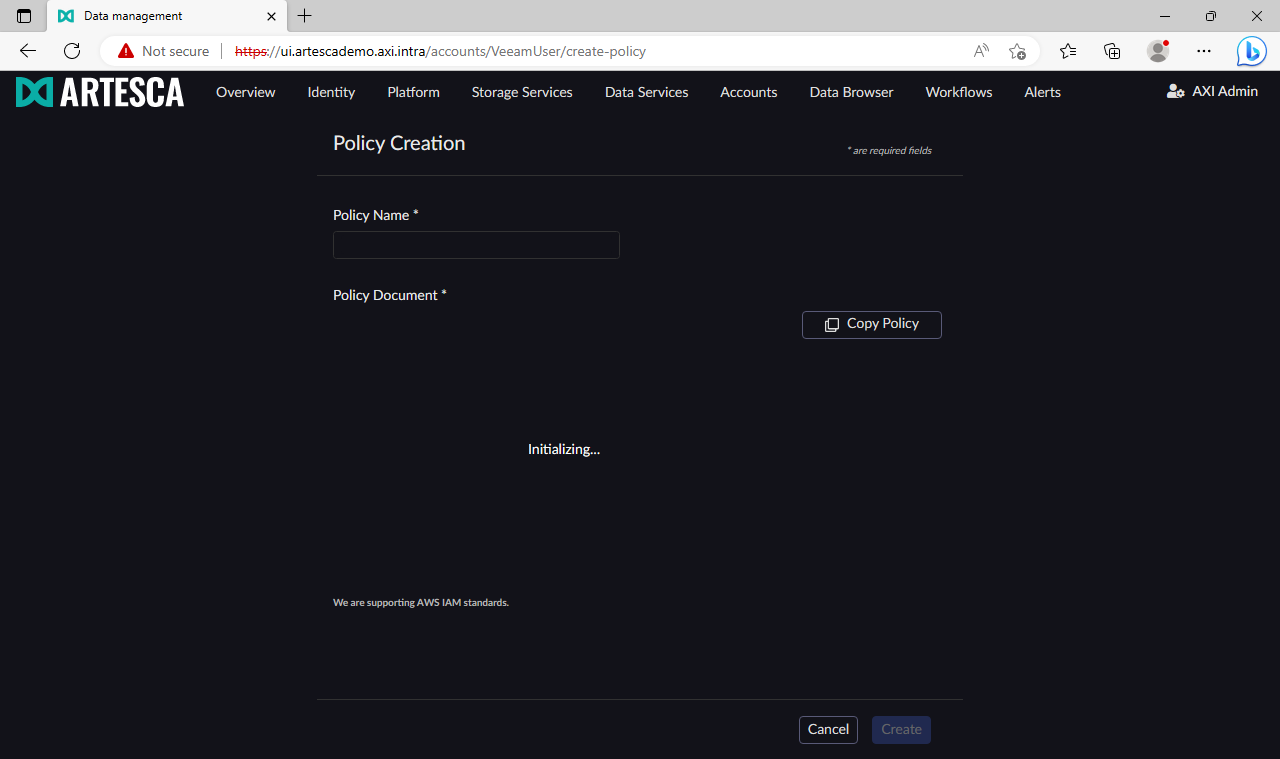 Data management
Not secure https://ui.artescademo.axi.intra/accounts/VeeamUser/create-policy
ARTESCA Overview Identity Platform Storage Services Data Services Accounts Data Browser Workflows Alerts AXI Admin
Policy Creation
* are required fields
Policy Name *
Policy Document *
Copy Policy
Initializing...
We are supporting AWS IAM standards.
Cancel Create